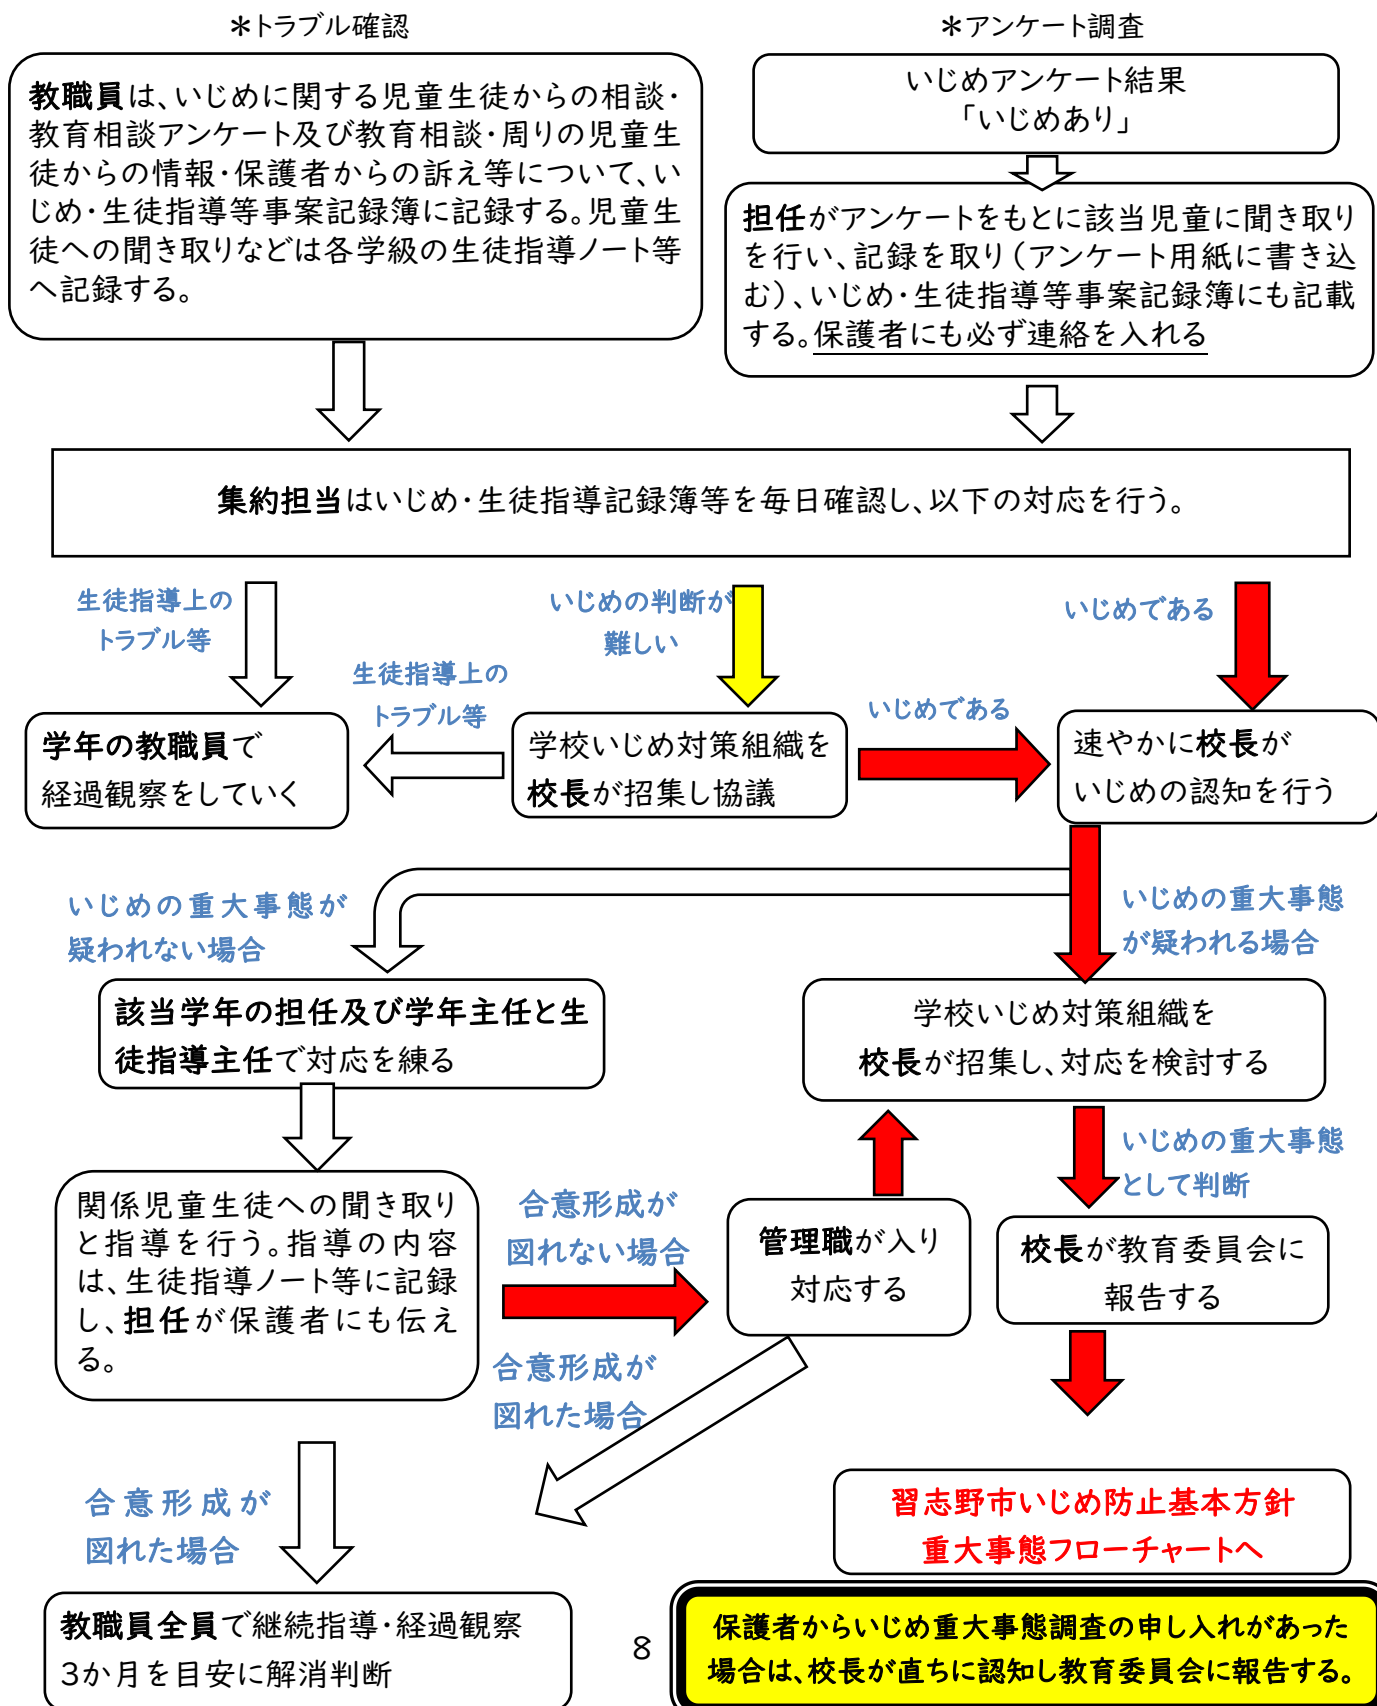 ＊トラブル確認
教職員は、いじめに関する児童生徒からの相談・
教育相談アンケート及び教育相談・周りの児童生
徒からの情報・保護者からの訴え等について、い
じめ・生徒指導等事案記録簿に記録する。児童生
徒への聞き取りなどは各学級の生徒指導ノート等
へ記録する。
＊アンケート調査
いじめアンケート結果
「いじめあり」
担任がアンケートをもとに該当児童に聞き取り
を行い、記録を取り（アンケート用紙に書き込
む）、いじめ・生徒指導等事案記録簿にも記載
する。保護者にも必ず連絡を入れる
集約担当はいじめ・生徒指導記録簿等を毎日確認し、以下の対応を行う。
生徒指導上の
トラブル等
いじめの判断が
難しい
いじめである
生徒指導上の
トラブル等
いじめである
学年の教職員で
経過観察をしていく
学校いじめ対策組織を
校長が招集し協議
速やかに校長が
いじめの認知を行う
いじめの重大事態が
疑われない場合
いじめの重大事態
が疑われる場合
該当学年の担任及び学年主任と生
徒指導主任で対応を練る
学校いじめ対策組織を
校長が招集し、対応を検討する
いじめの重大事態
として判断
関係児童生徒への聞き取り
と指導を行う。指導の内容
は、生徒指導ノート等に記録
し、担任が保護者にも伝え
る。
合意形成が
図れない場合
管理職が入り
対応する
校長が教育委員会に
報告する
合意形成が
図れた場合
合意形成が
図れた場合
習志野市いじめ防止基本方針
重大事態フローチャートへ
教職員全員で継続指導・経過観察
３か月を目安に解消判断
8
保護者からいじめ重大事態調査の申し入れがあった
場合は、校長が直ちに認知し教育委員会に報告する。